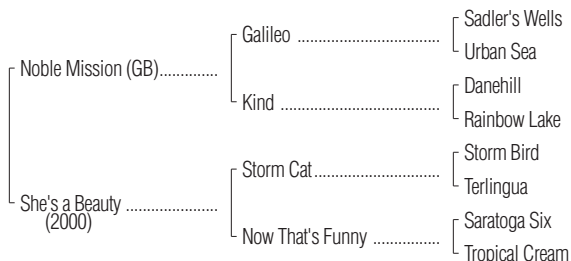 Sadler's Wells
Galileo ................................
Urban Sea
Noble Mission (GB)..............
Danehill
Kind ....................................
Rainbow Lake
Storm Bird
Storm Cat............................
Terlingua
She's a Beauty ......................
(2000)
Saratoga Six
Now That's Funny ................
Tropical Cream